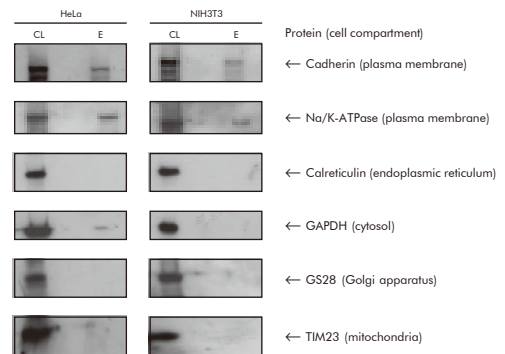 HeLa NIH3T3
CL E CL E Protein (cell compartment)
← Cadherin (plasma membrane)
← Na/K-ATPase (plasma membrane)
← Calreticulin (endoplasmic reticulum)
← GAPDH (cytosol)
← GS28 (Golgi apparatus)
← TIM23 (mitochondria)